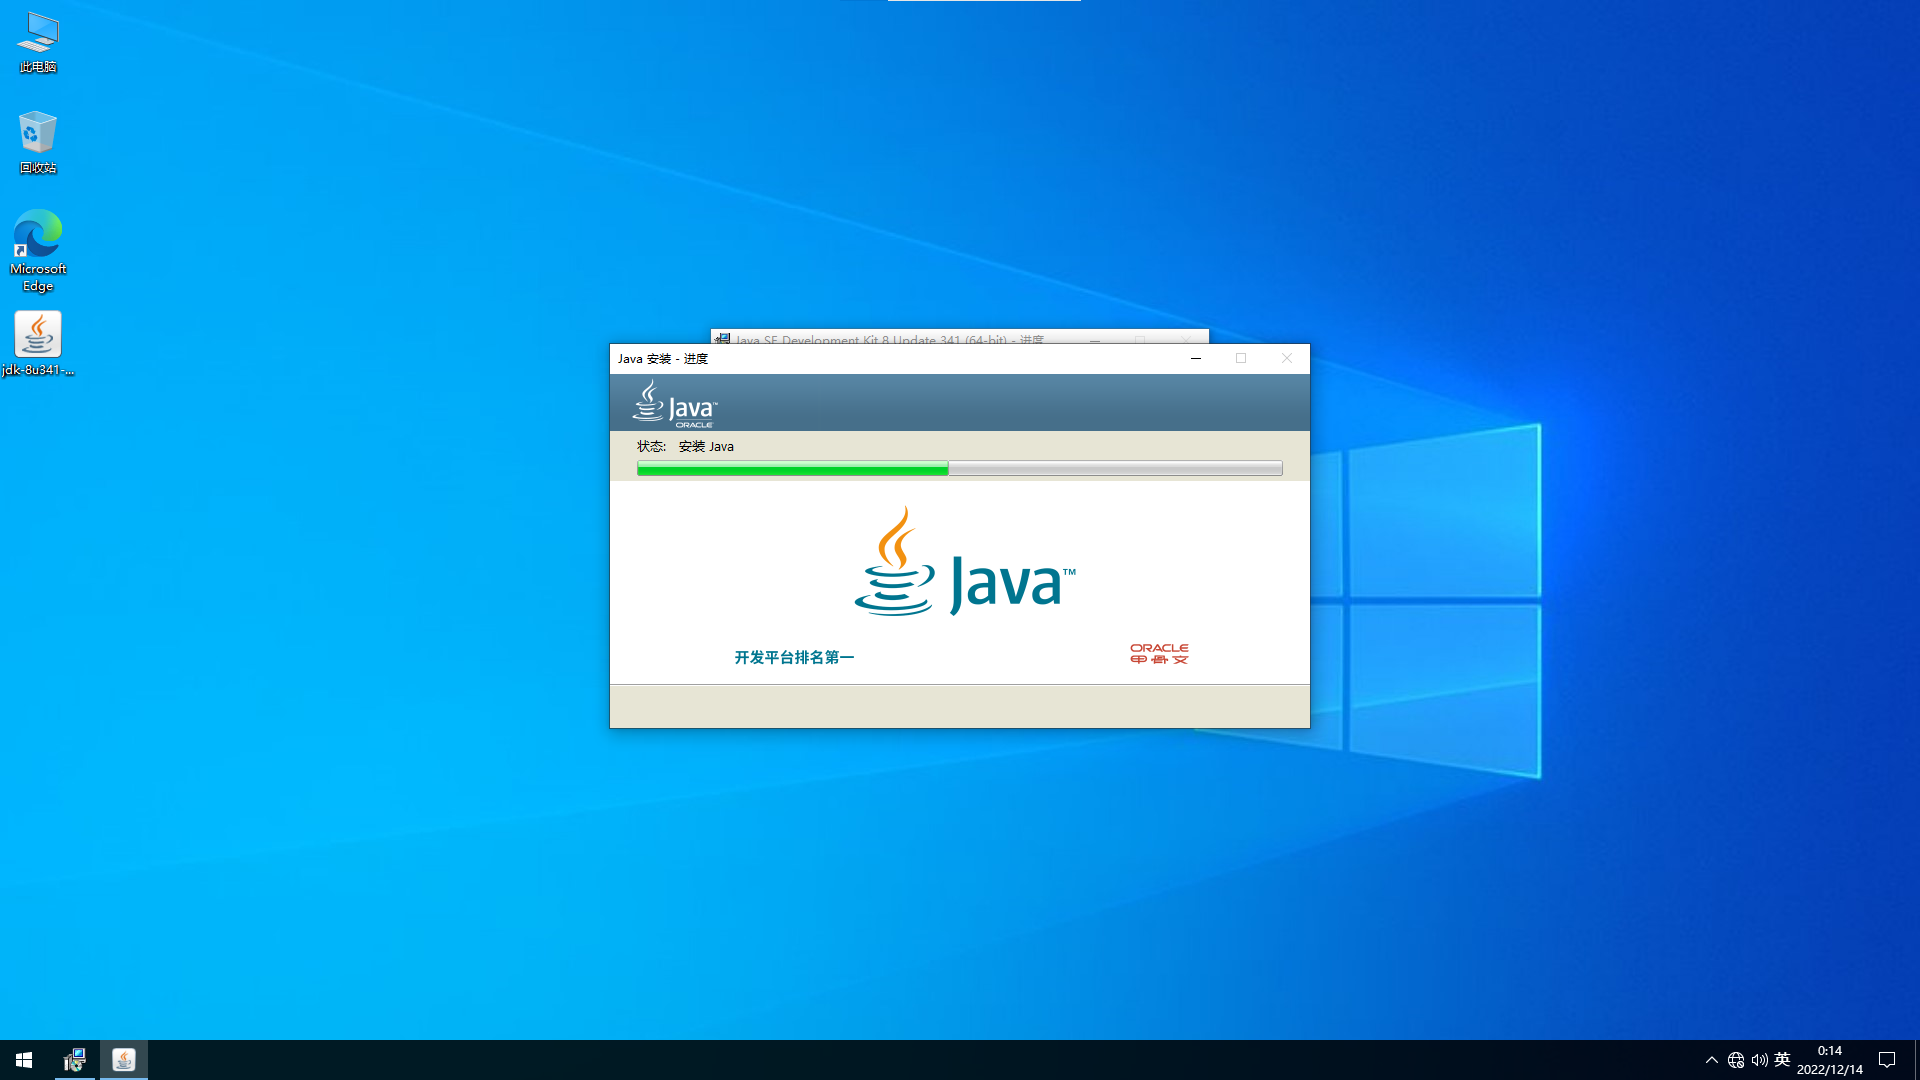 此电脑
回收站
Microsoft
Edge
jdk-8u341-...
Java SE Development Kit 8 Update 341 (64-bit) - 进度
Java 安装 - 进度
Java™
ORACLE
状态: 安装 Java
Java™
开发平台排名第一
ORACLE
甲骨文
英
0:14
2022/12/14